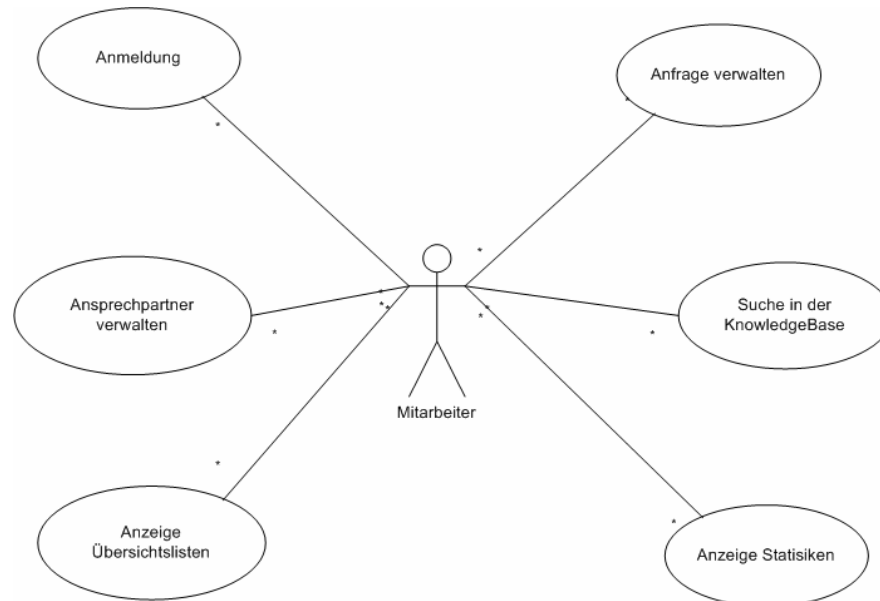 Anmeldung
Anfrage verwalten
*
*
*
Ansprechpartner
verwalten
*
*
*
*
*
*
*
Suche in der
KnowledgeBase
*
Mitarbeiter
*
Anzeige
Übersichtslisten
*
Anzeige Statisiken